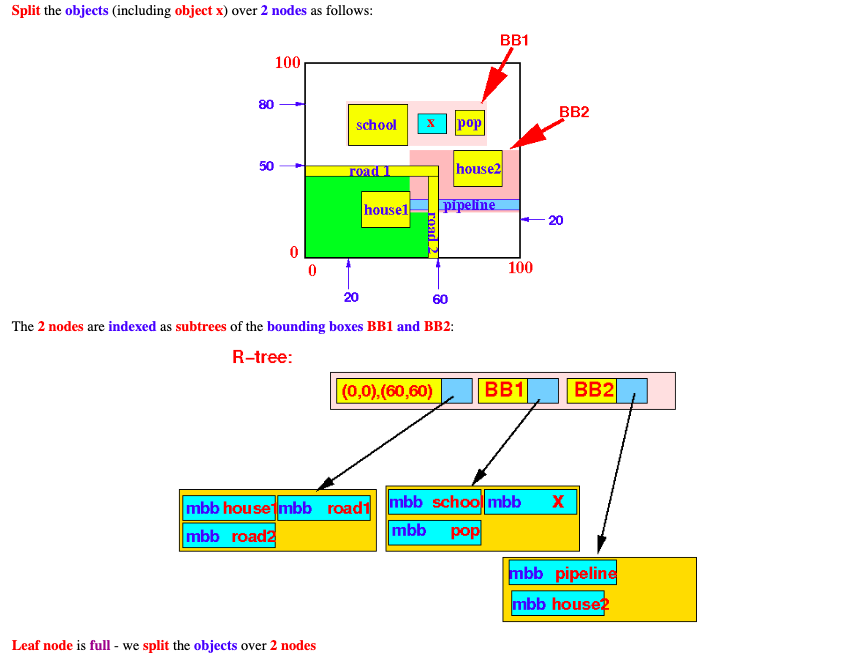 Split the objects (including object x) over 2 nodes as follows:
BB1
100
80
school
x
pop
BB2
50
road 1
house2
house1
pipeline
road 2
20
0
0
100
20
60
The 2 nodes are indexed as subtrees of the bounding boxes BB1 and BB2:
R-tree:
(0,0),(60,60) BB1 BB2
mbb house1 mbb road1
mbb road2
mbb school mbb X
mbb pop
mbb pipeline
mbb house2
Leaf node is full - we split the objects over 2 nodes